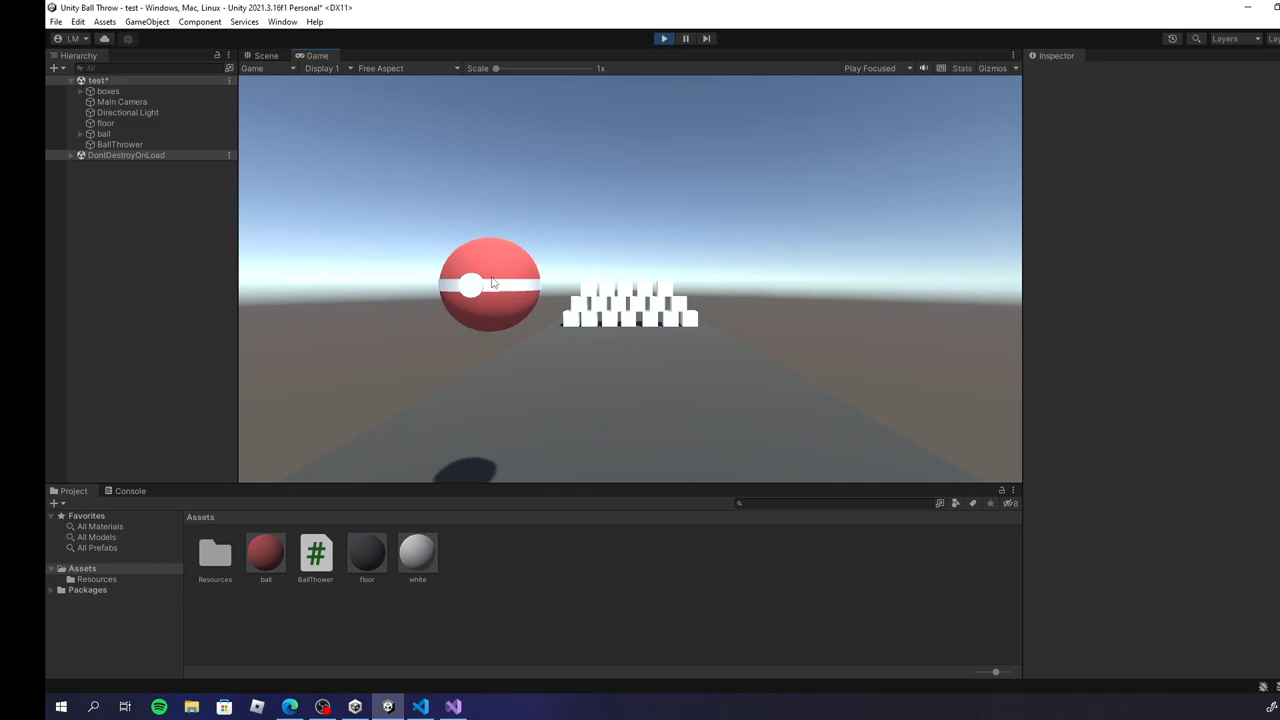 Unity Ball Throw - test - Windows, Mac, Linux - Unity 2021.3.16f1 Personal* <DX11>
File Edit Assets GameObject Component Services Window Help
LM Layers
Hierarchy Scene Game Inspector
All Game Display 1 Free Aspect Scale 1x Play Focused Stats Gizmos
test*
boxes
Main Camera
Directional Light
floor
ball
BallThrower
DontDestroyOnLoad
Project Console
8
Favorites
All Materials
All Models
All Prefabs
Assets
Resources
Packages
Assets
Resources ball BallThower floor white